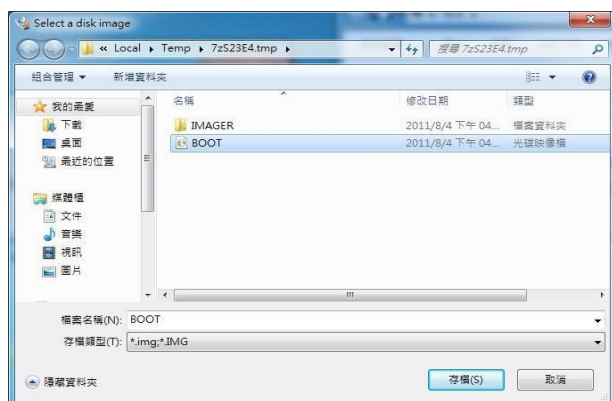 Select a disk image
« Local ▸ Temp ▸ 7zS23E4.tmp ▸
搜尋 7zS23E4.tmp
組合管理 ▼ 新增資料夾
我的最愛
下載
桌面
最近的位置
媒體櫃
文件
音樂
視訊
圖片
名稱 修改日期 類型
IMAGER 2011/8/4 下午 04... 檔案資料夾
BOOT 2011/8/4 下午 04... 光碟映像檔
檔案名稱(N): BOOT
存檔類型(T): *.img;*.IMG
隱藏資料夾
存檔(S) 取消